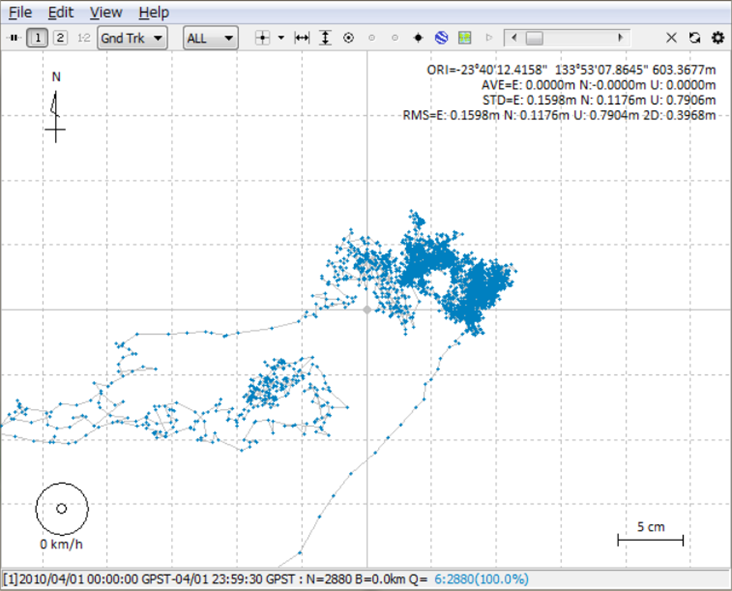 File Edit View Help
1 2 1-2 Gnd Trk ALL
ORI=-23°40'12.4158" 133°53'07.8645" 603.3677m
AVE=E: 0.0000m N:-0.0000m U: 0.0000m
STD=E: 0.1598m N: 0.1176m U: 0.7906m
RMS=E: 0.1598m N: 0.1176m U: 0.7904m 2D: 0.3968m
N
5 cm
0 km/h
[1]2010/04/01 00:00:00 GPST-04/01 23:59:30 GPST : N=2880 B=0.0km Q= 6:2880(100.0%)